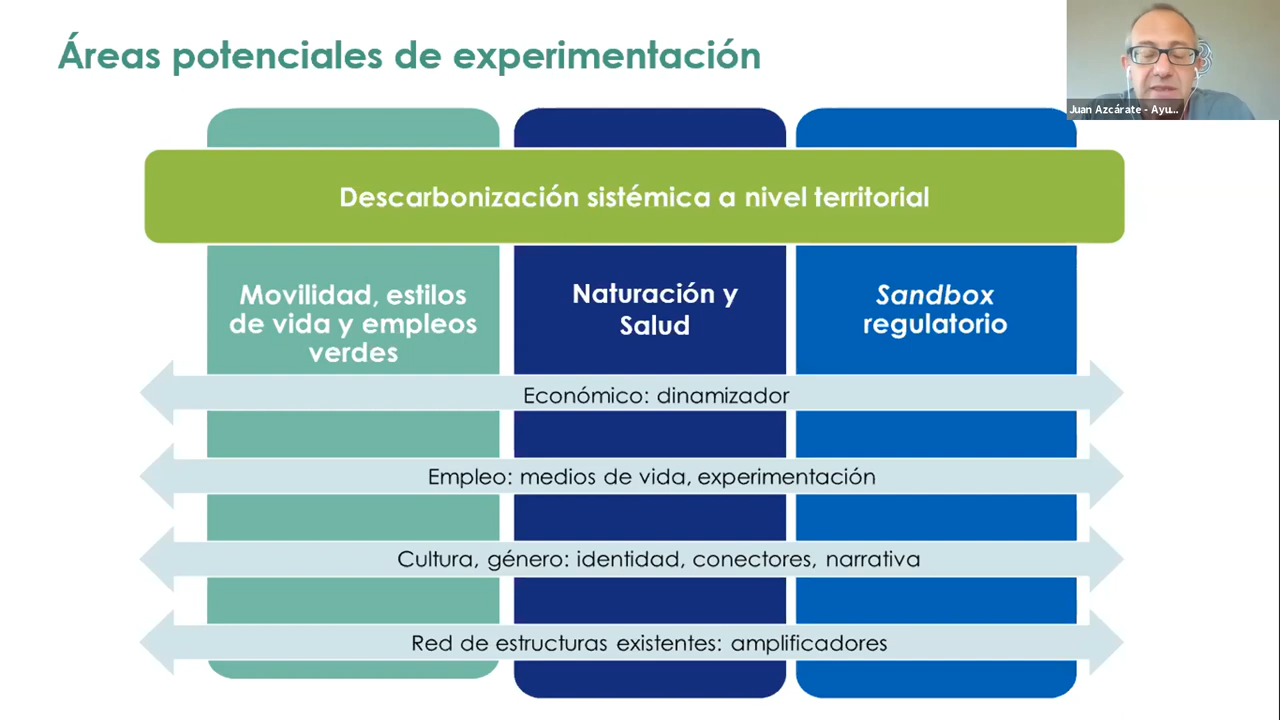 Áreas potenciales de experimentación
Juan Azcárate - Ayu...
Descarbonización sistémica a nivel territorial
Movilidad, estilos
de vida y empleos
verdes
Naturación y
Salud
Sandbox
regulatorio
Económico: dinamizador
Empleo: medios de vida, experimentación
Cultura, género: identidad, conectores, narrativa
Red de estructuras existentes: amplificadores